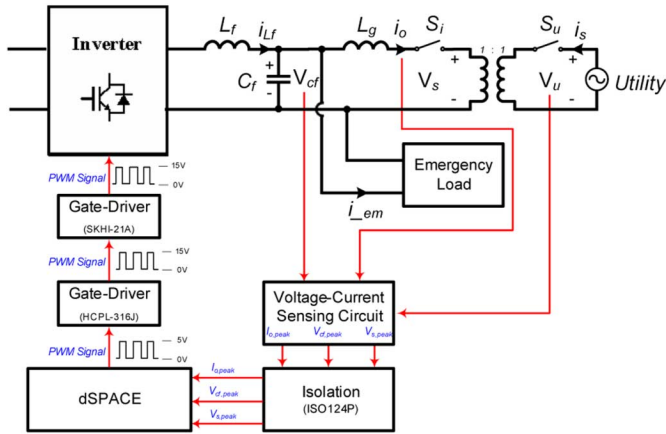 Inverter
L_f
i_Lf
L_g
i_o
S_i
S_u
i_s
1 : 1
+
C_f
-
V_cf
+
V_s
-
V_u
+
-
Utility
Emergency
Load
i_em
PWM Signal
15V
0V
Gate-Driver
(SKHI-21A)
PWM Signal
15V
0V
Gate-Driver
(HCPL-316J)
PWM Signal
5V
0V
Voltage-Current
Sensing Circuit
I_o,peak
V_cf,peak
V_s,peak
dSPACE
I_o,peak
V_cf,peak
V_s,peak
Isolation
(ISO124P)